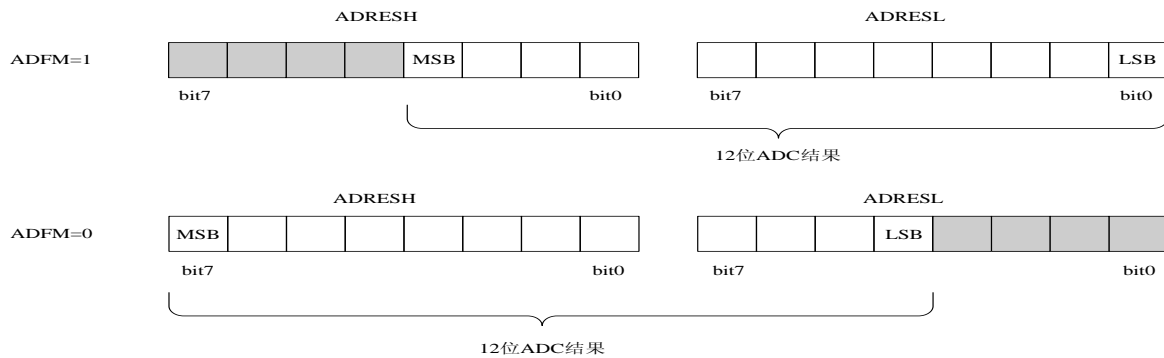 ADRESH ADRESL
ADFM=1 MSB LSB
bit7 bit0 bit7 bit0
12位ADC结果
ADRESH ADRESL
ADFM=0 MSB LSB
bit7 bit0 bit7 bit0
12位ADC结果